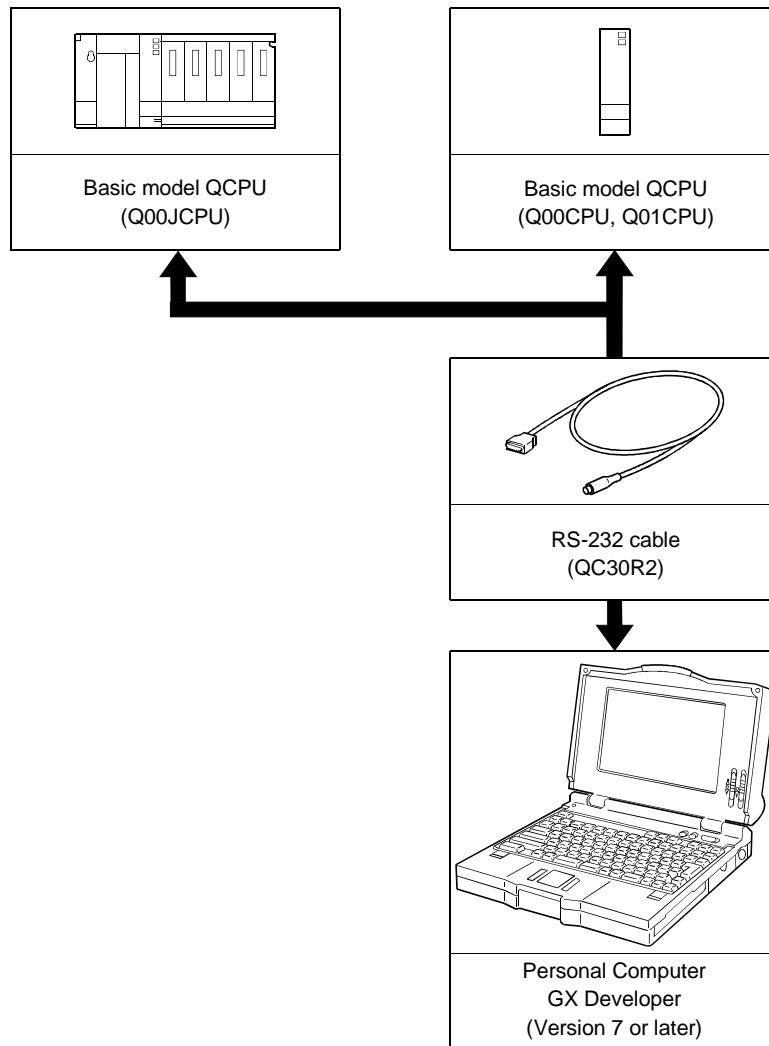 Basic model QCPU
(Q00JCPU)
Basic model QCPU
(Q00CPU, Q01CPU)
RS-232 cable
(QC30R2)
Personal Computer
GX Developer
(Version 7 or later)